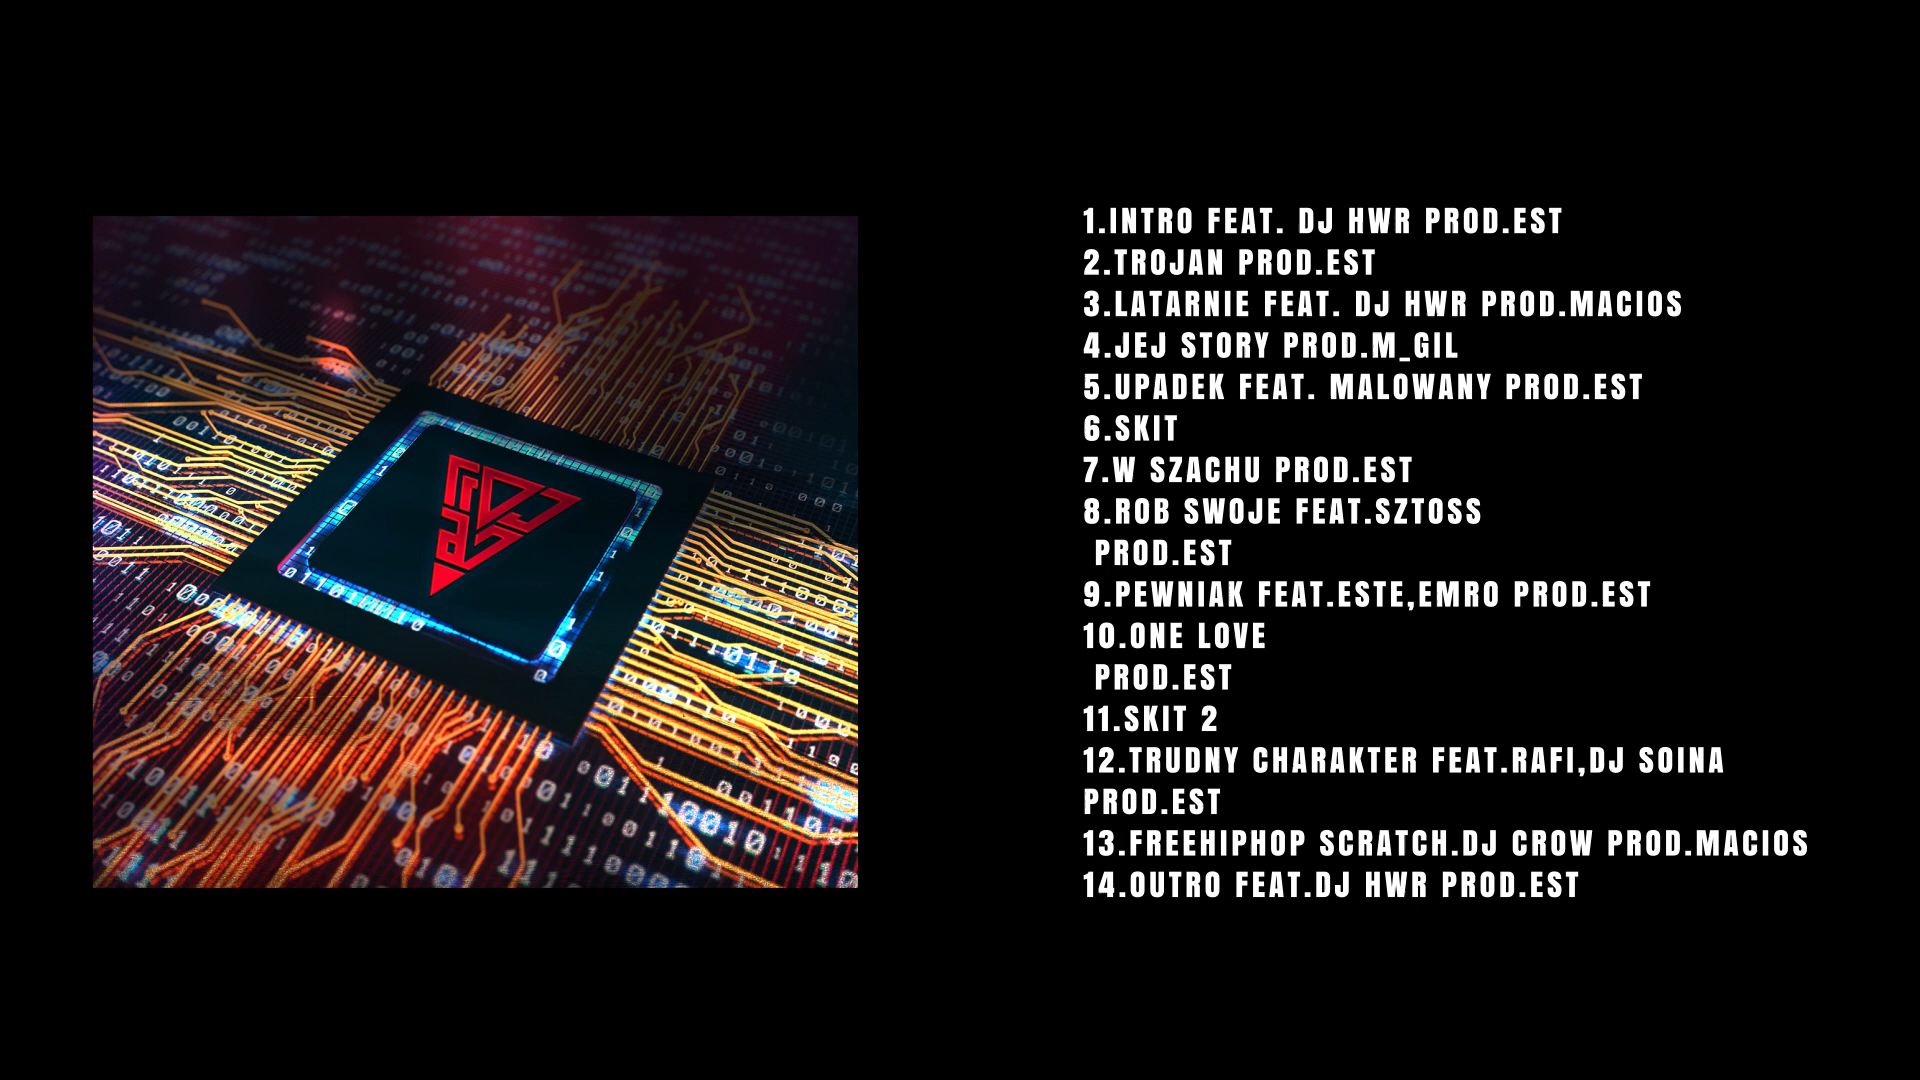 1.INTRO FEAT. DJ HWR PROD.EST
2.TROJAN PROD.EST
3.LATARNIE FEAT. DJ HWR PROD.MACIOS
4.JEJ STORY PROD.M_GIL
5.UPADEK FEAT. MALOWANY PROD.EST
6.SKIT
7.W SZACHU PROD.EST
8.ROB SWOJE FEAT.SZTOSS
PROD.EST
9.PEWNIAK FEAT.ESTE,EMRO PROD.EST
10.ONE LOVE
PROD.EST
11.SKIT 2
12.TRUDNY CHARAKTER FEAT.RAFI,DJ SOINA
PROD.EST
13.FREEHIPHOP SCRATCH.DJ CROW PROD.MACIOS
14.OUTRO FEAT.DJ HWR PROD.EST